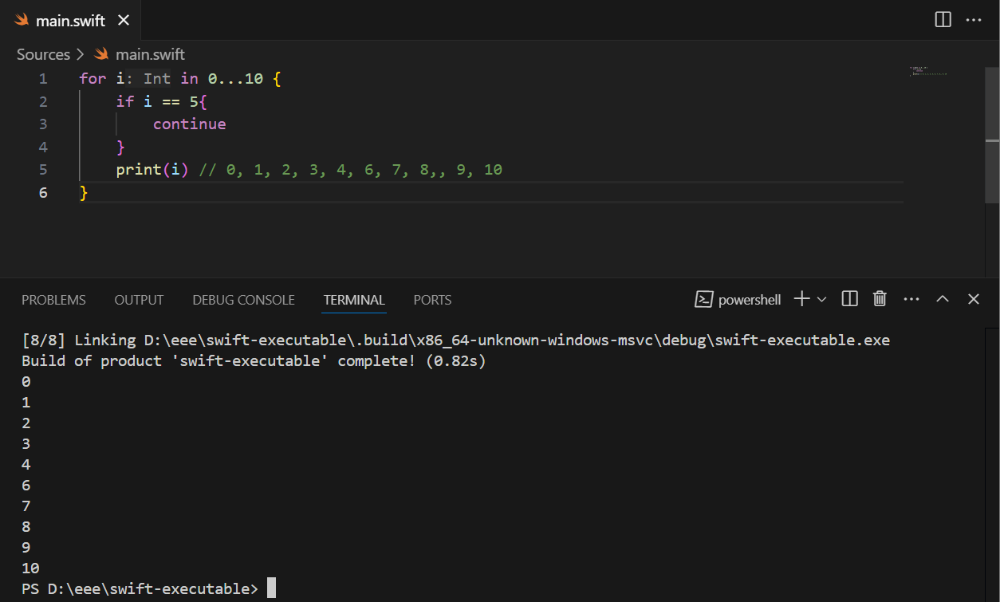 main.swift
Sources > main.swift
1 for i: Int in 0...10 {
2     if i == 5{
3         continue
4     }
5     print(i) // 0, 1, 2, 3, 4, 6, 7, 8,, 9, 10
6 }
PROBLEMS OUTPUT DEBUG CONSOLE TERMINAL PORTS powershell
[8/8] Linking D:\eee\swift-executable\.build\x86_64-unknown-windows-msvc\debug\swift-executable.exe
Build of product 'swift-executable' complete! (0.82s)
0
1
2
3
4
6
7
8
9
10
PS D:\eee\swift-executable>